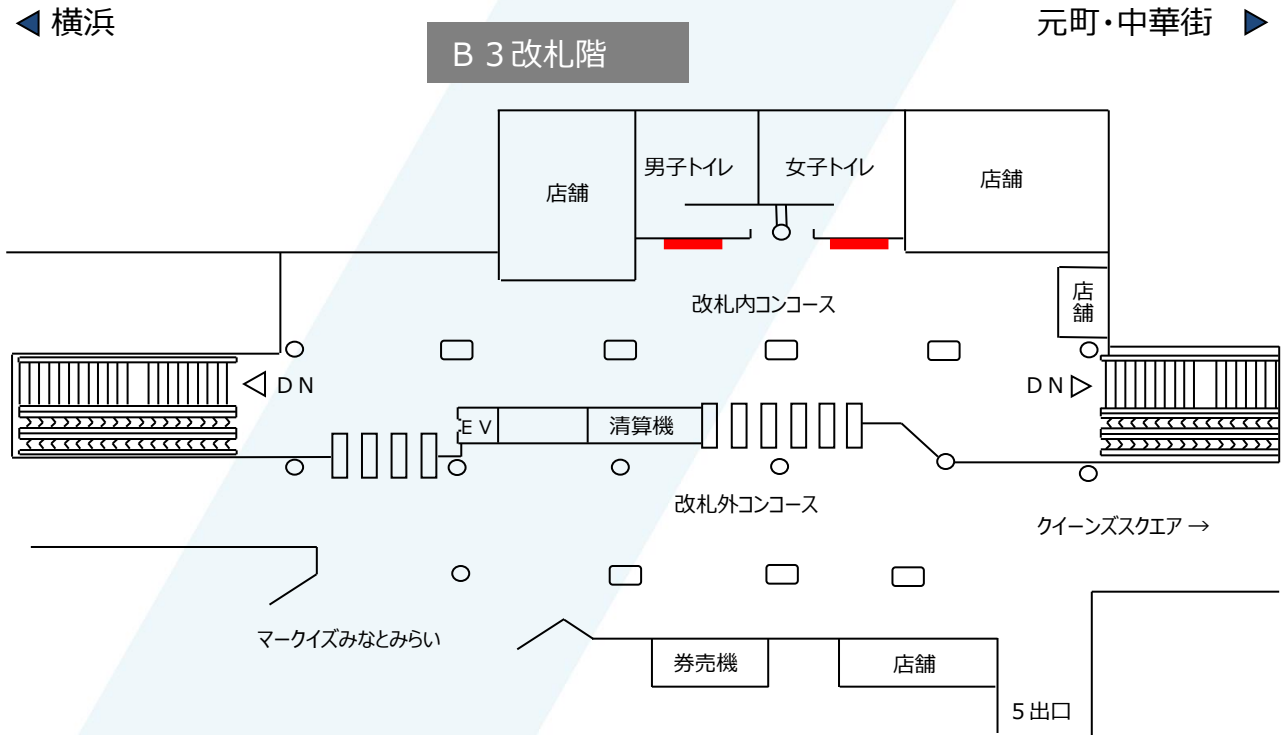 ◀ 横浜
元町・中華街 ▶
B3改札階
店舗
男子トイレ
女子トイレ
店舗
店舗
改札内コンコース
◁ DN
DN ▷
EV
清算機
改札外コンコース
クイーンズスクエア →
マークイズみなとみらい
券売機
店舗
5出口